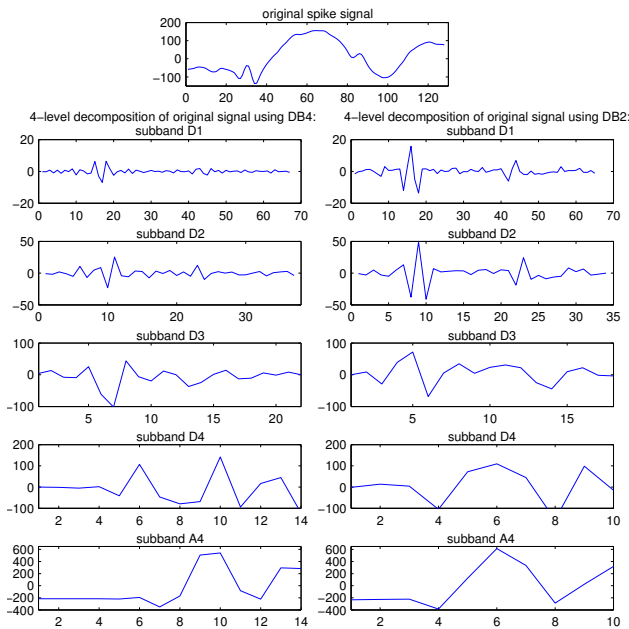 original spike signal
200
100
0
−100
0 20 40 60 80 100 120
4−level decomposition of original signal using DB4:
subband D1
20
0
−20
0 10 20 30 40 50 60 70
subband D2
50
0
−50
0 10 20 30
subband D3
100
0
−100
5 10 15 20
subband D4
200
100
0
−100
2 4 6 8 10 12 14
subband A4
600
400
200
0
−200
−400
2 4 6 8 10 12 14
4−level decomposition of original signal using DB2:
subband D1
20
0
−20
0 10 20 30 40 50 60 70
subband D2
50
0
−50
0 5 10 15 20 25 30 35
subband D3
100
0
−100
5 10 15
subband D4
200
100
0
−100
2 4 6 8 10
subband A4
600
400
200
0
−200
−400
2 4 6 8 10